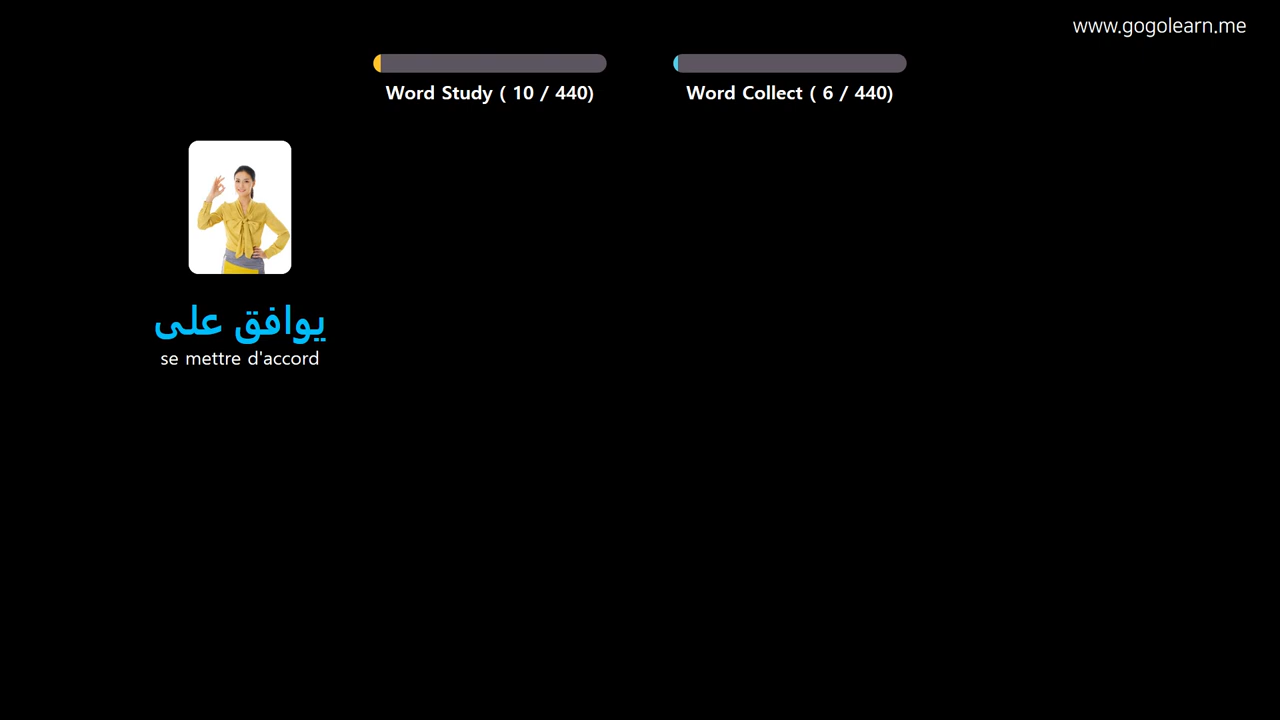 www.gogolearn.me
Word Study ( 10 / 440)
Word Collect ( 6 / 440)
يوافق على
se mettre d'accord